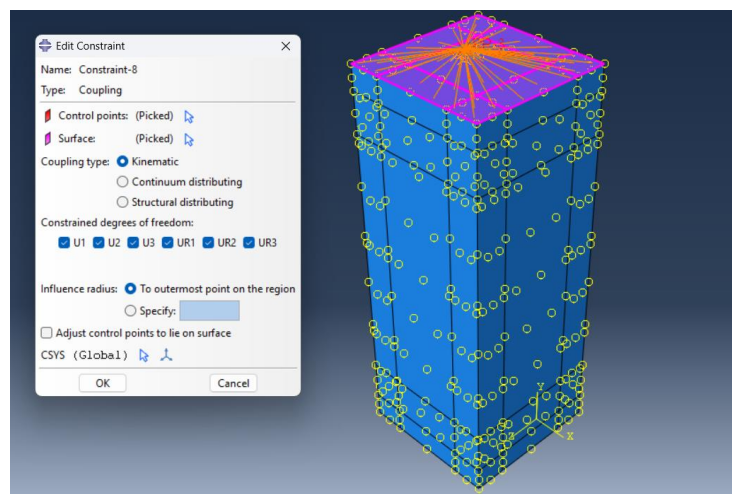 Edit Constraint
Name: Constraint-8
Type: Coupling
Control points: (Picked)
Surface: (Picked)
Coupling type: Kinematic
Continuum distributing
Structural distributing
Constrained degrees of freedom:
U1 U2 U3 UR1 UR2 UR3
Influence radius: To outermost point on the region
Specify:
Adjust control points to lie on surface
CSYS (Global)
OK Cancel
Y
Z X